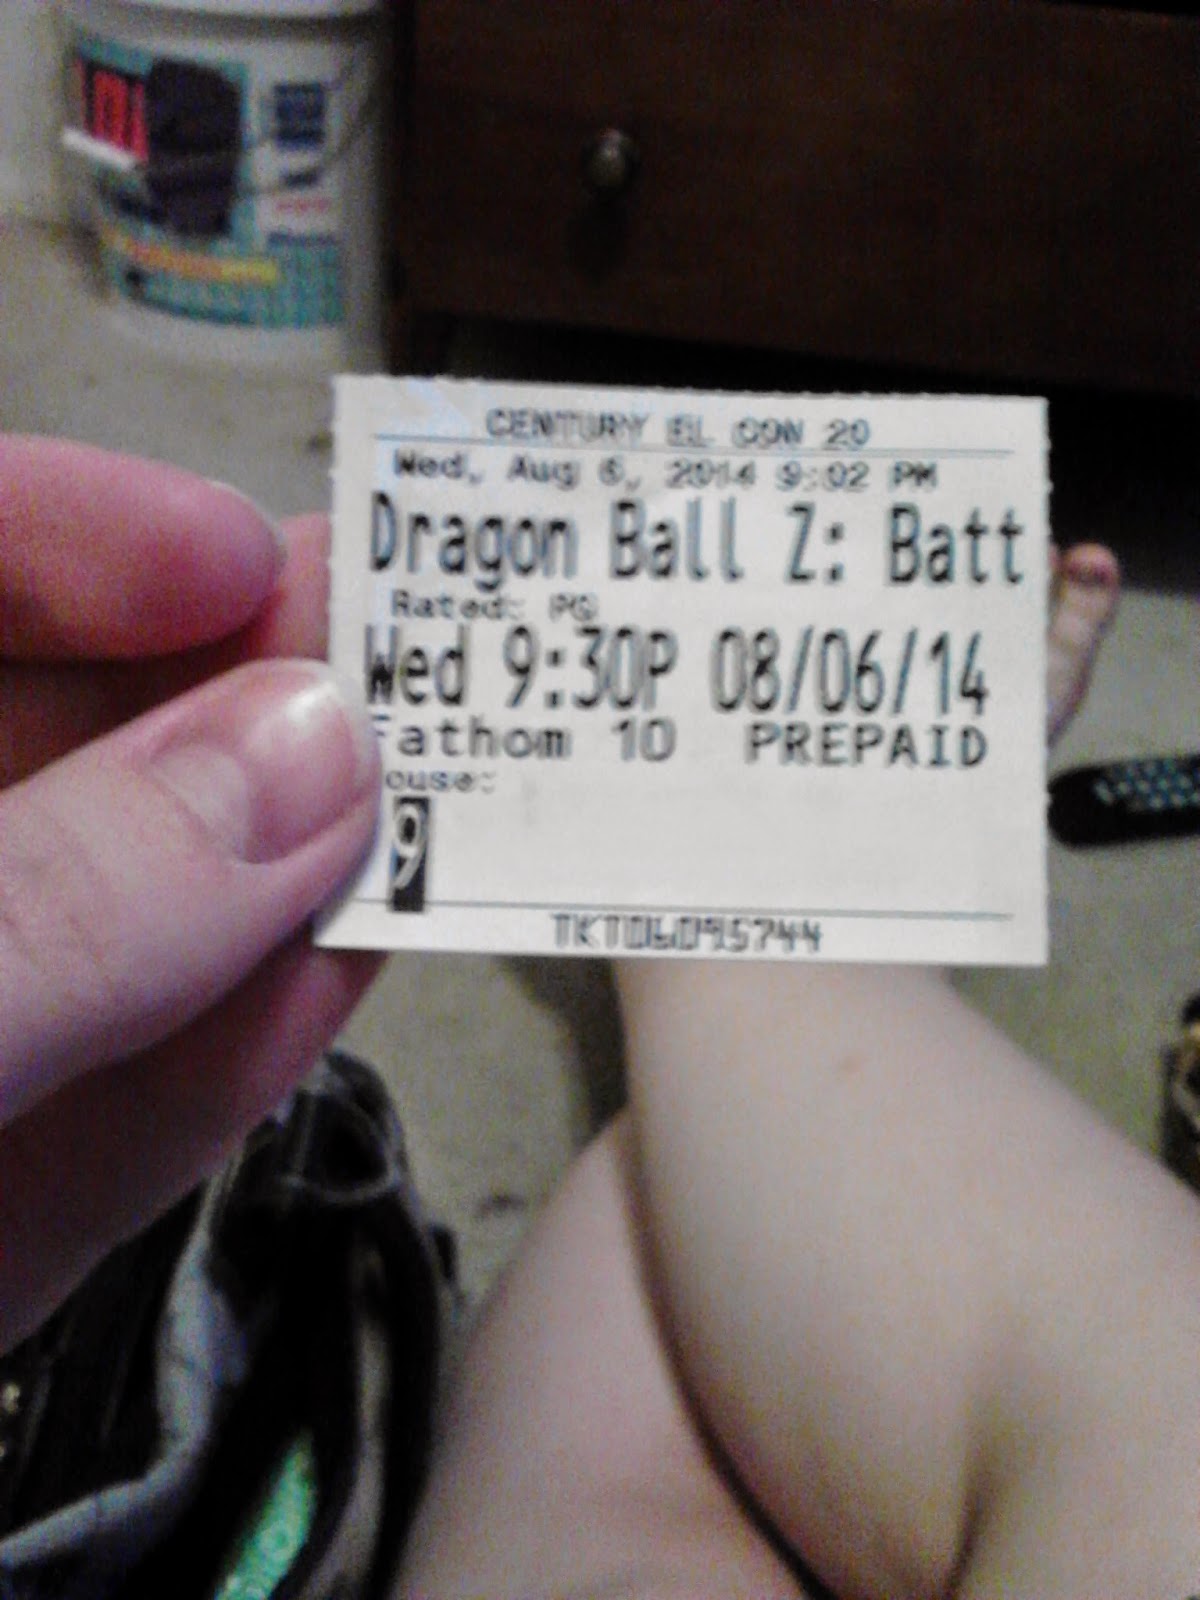 CENTURY EL CON 20
Wed, Aug 6, 2014 9:02 PM
Dragon Ball Z: Batt
Rated: PG
Wed 9:30P 08/06/14
Fathom 10 PREPAID
ouse:
9
TKT06095744